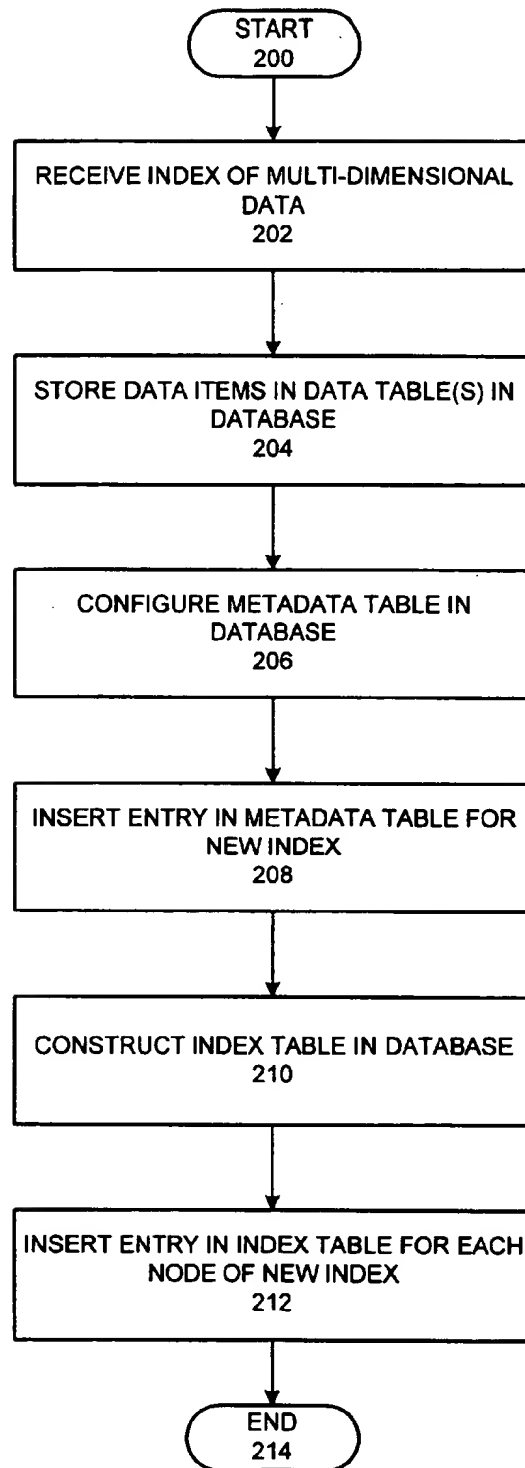 START
200
RECEIVE INDEX OF MULTI-DIMENSIONAL
DATA
202
STORE DATA ITEMS IN DATA TABLE(S) IN
DATABASE
204
CONFIGURE METADATA TABLE IN
DATABASE
206
INSERT ENTRY IN METADATA TABLE FOR
NEW INDEX
208
CONSTRUCT INDEX TABLE IN DATABASE
210
INSERT ENTRY IN INDEX TABLE FOR EACH
NODE OF NEW INDEX
212
END
214